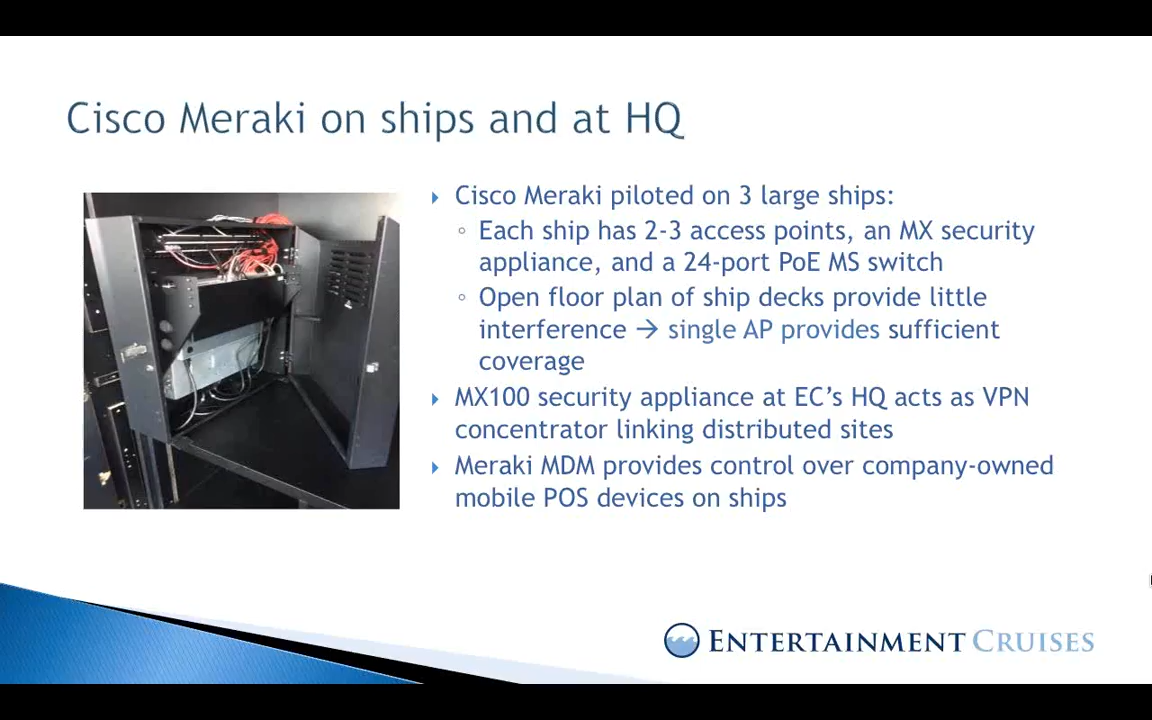 Cisco Meraki on ships and at HQ
Cisco Meraki piloted on 3 large ships:
Each ship has 2-3 access points, an MX security
appliance, and a 24-port PoE MS switch
Open floor plan of ship decks provide little
interference → single AP provides sufficient
coverage
MX100 security appliance at EC’s HQ acts as VPN
concentrator linking distributed sites
Meraki MDM provides control over company-owned
mobile POS devices on ships
ENTERTAINMENT CRUISES